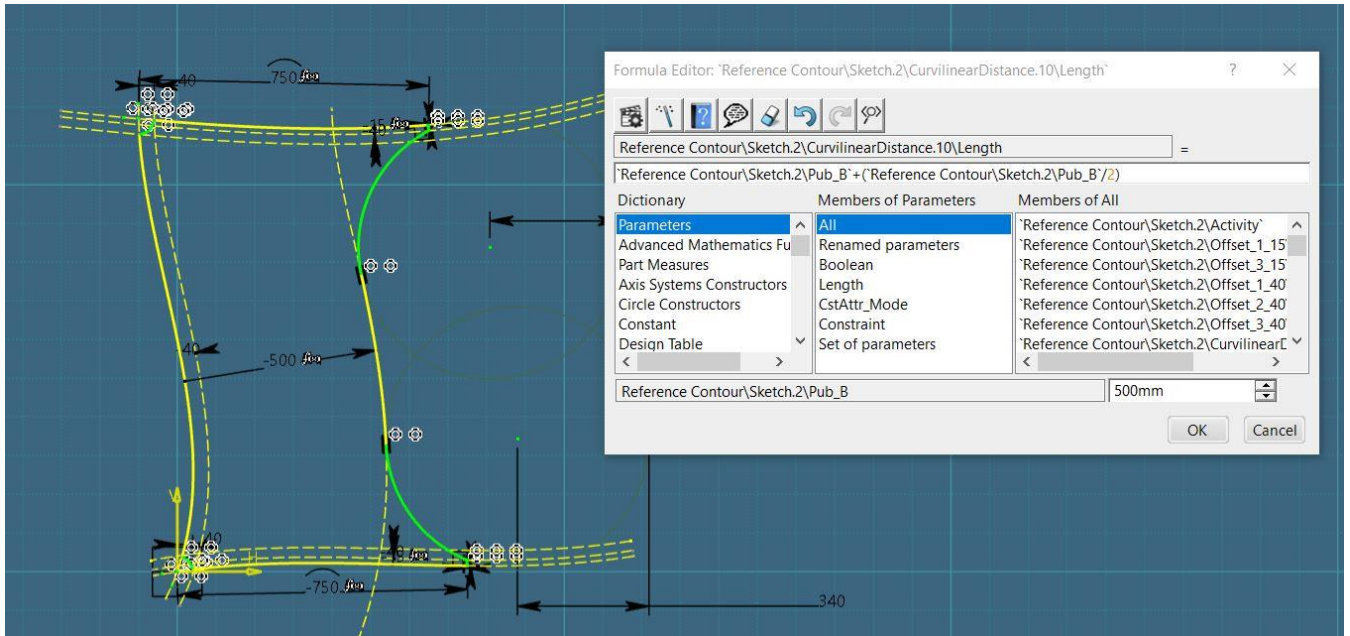 Formula Editor: `Reference Contour\Sketch.2\CurvilinearDistance.10\Length`
?
Reference Contour\Sketch.2\CurvilinearDistance.10\Length
=
`Reference Contour\Sketch.2\Pub_B`+(`Reference Contour\Sketch.2\Pub_B`/2)
Dictionary Members of Parameters Members of All
Parameters All `Reference Contour\Sketch.2\Activity`
Advanced Mathematics Fu Renamed parameters `Reference Contour\Sketch.2\Offset_1_15`
Part Measures Boolean `Reference Contour\Sketch.2\Offset_3_15`
Axis Systems Constructors Length `Reference Contour\Sketch.2\Offset_1_40`
Circle Constructors CstAttr_Mode `Reference Contour\Sketch.2\Offset_2_40`
Constant Constraint `Reference Contour\Sketch.2\Offset_3_40`
Design Table Set of parameters `Reference Contour\Sketch.2\CurvilinearD
Reference Contour\Sketch.2\Pub_B 500mm
OK Cancel
40
750
40
-500
40
H
-750
340